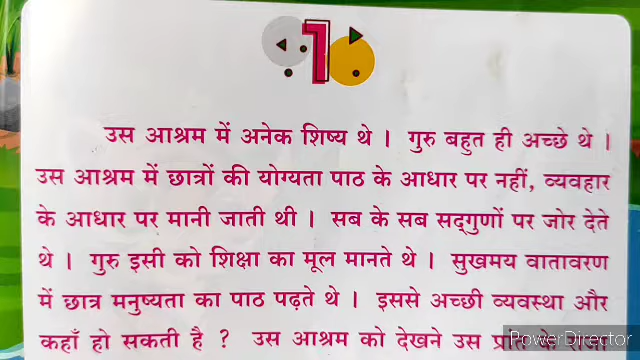 1
उस आश्रम में अनेक शिष्य थे । गुरु बहुत ही अच्छे थे ।
उस आश्रम में छात्रों की योग्यता पाठ के आधार पर नहीं, व्यवहार
के आधार पर मानी जाती थी । सब के सब सद्‌गुणों पर जोर देते
थे । गुरु इसी को शिक्षा का मूल मानते थे । सुखमय वातावरण
में छात्र मनुष्यता का पाठ पढ़ते थे । इससे अच्छी व्यवस्था और
कहाँ हो सकती है ? उस आश्रम को देखने उस
PowerDirector